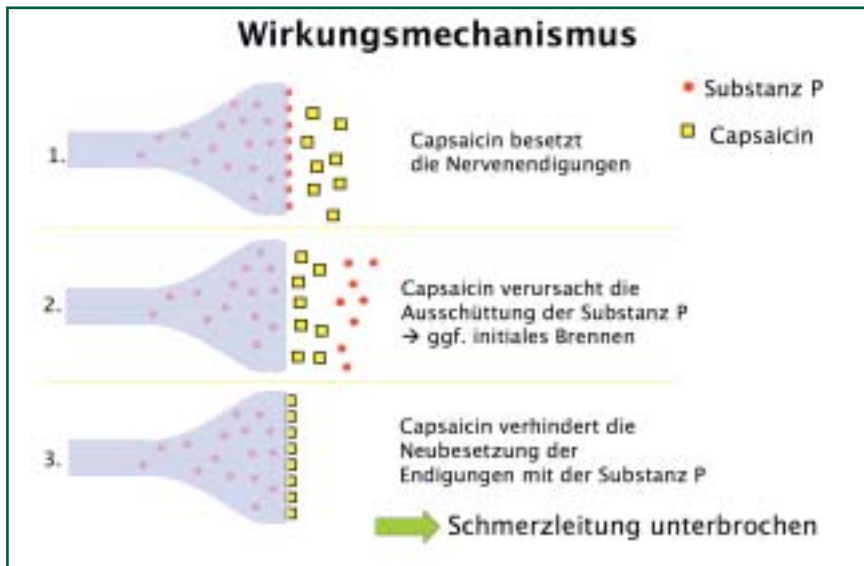 Wirkungsmechanismus
Substanz P
Capsaicin
1.
Capsaicin besetzt
die Nervenendigungen
2.
Capsaicin verursacht die
Ausschüttung der Substanz P
→ ggf. initiales Brennen
3.
Capsaicin verhindert die
Neubesetzung der
Endigungen mit der Substanz P
Schmerzleitung unterbrochen